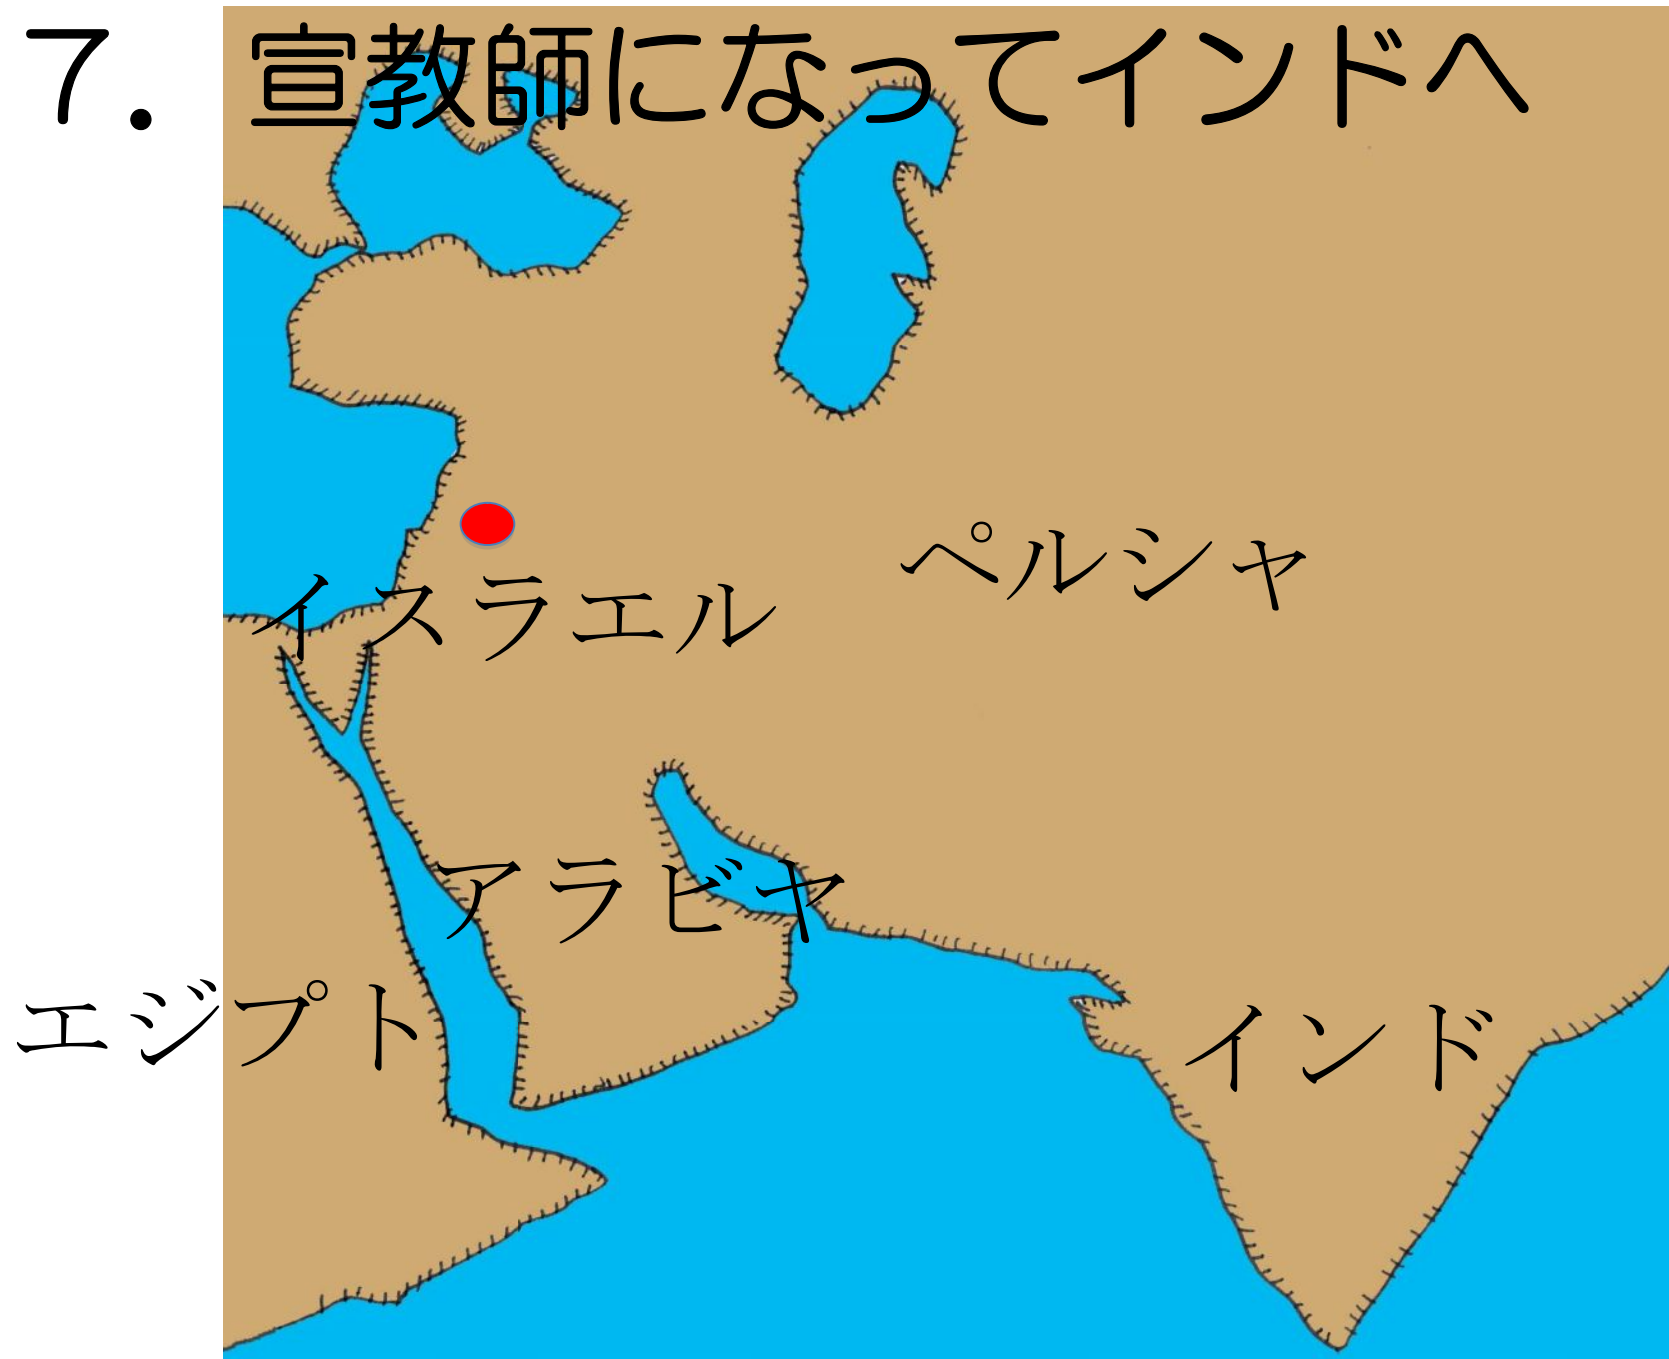 ７．宣教師になってインドへ
ペルシャ
イスラエル
アラビヤ
エジプト
インド